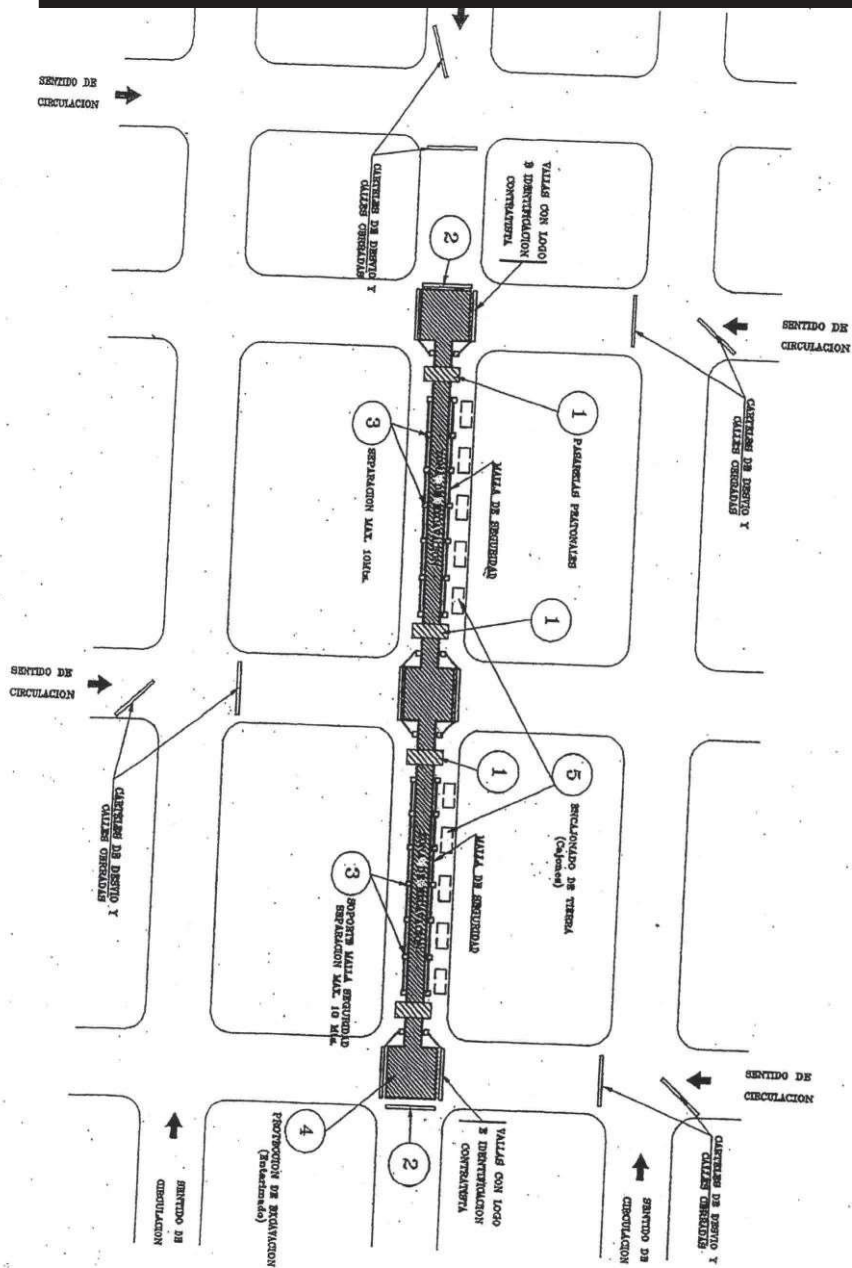 SENTIDO DE
CIRCULACION
CARTELES DE DESVIO Y
CALLES CERRADAS
VALLAS CON LOGO
E IDENTIFICACION
CONTRATISTA
2
SENTIDO DE
CIRCULACION
CARTELES DE DESVIO Y
CALLES CERRADAS
1
PASARELAS PEATONALES
3
SEPARACION MAX. 10Mts.
MALLA DE SEGURIDAD
1
SENTIDO DE
CIRCULACION
CARTELES DE DESVIO Y
CALLES CERRADAS
1
5
ENCAJONADO DE TIERRA
(Cajones)
MALLA DE SEGURIDAD
3
SOPORTE MALLA SEGURIDAD
SEPARACION MAX. 10 Mts.
SENTIDO DE
CIRCULACION
CARTELES DE DESVIO Y
CALLES CERRADAS
4
PROTECCION DE EXCAVACION
(Entarimado)
2
VALLAS CON LOGO
E IDENTIFICACION
CONTRATISTA
SENTIDO DE
CIRCULACION
SENTIDO DE
CIRCULACION